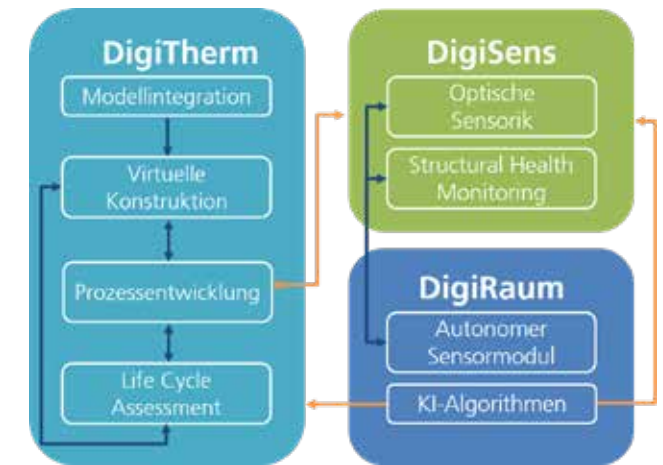 DigiTherm
Modellintegration
Virtuelle
Konstruktion
Prozessentwicklung
Life Cycle
Assessment
DigiSens
Optische
Sensorik
Structural Health
Monitoring
DigiRaum
Autonomer
Sensormodul
KI-Algorithmen